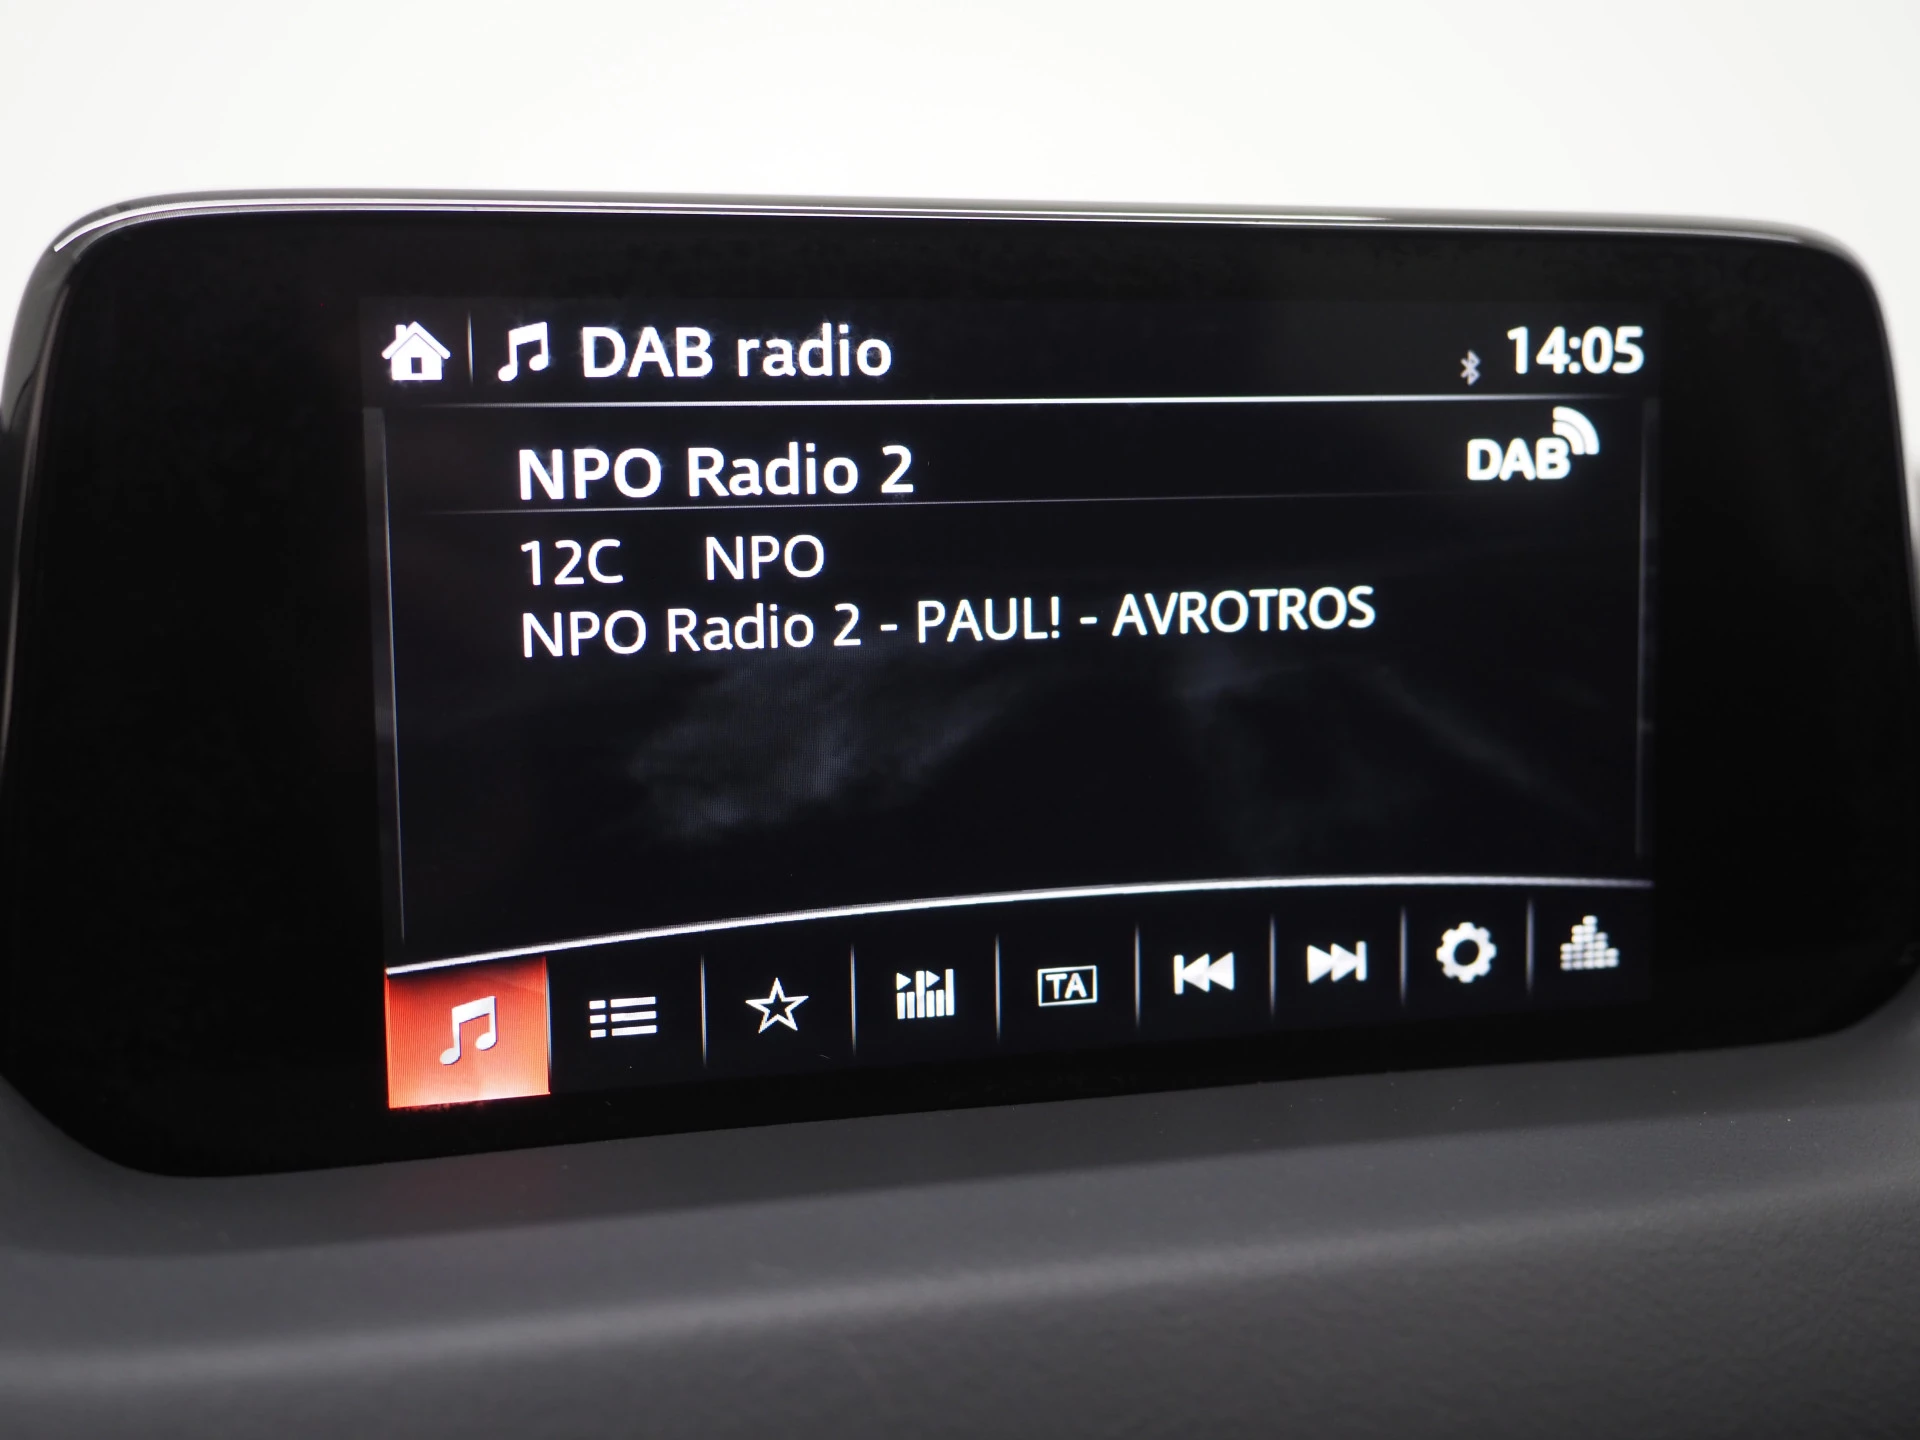 DAB radio 14:05
NPO Radio 2 DAB
12C NPO
NPO Radio 2 - PAUL! - AVROTROS
TA